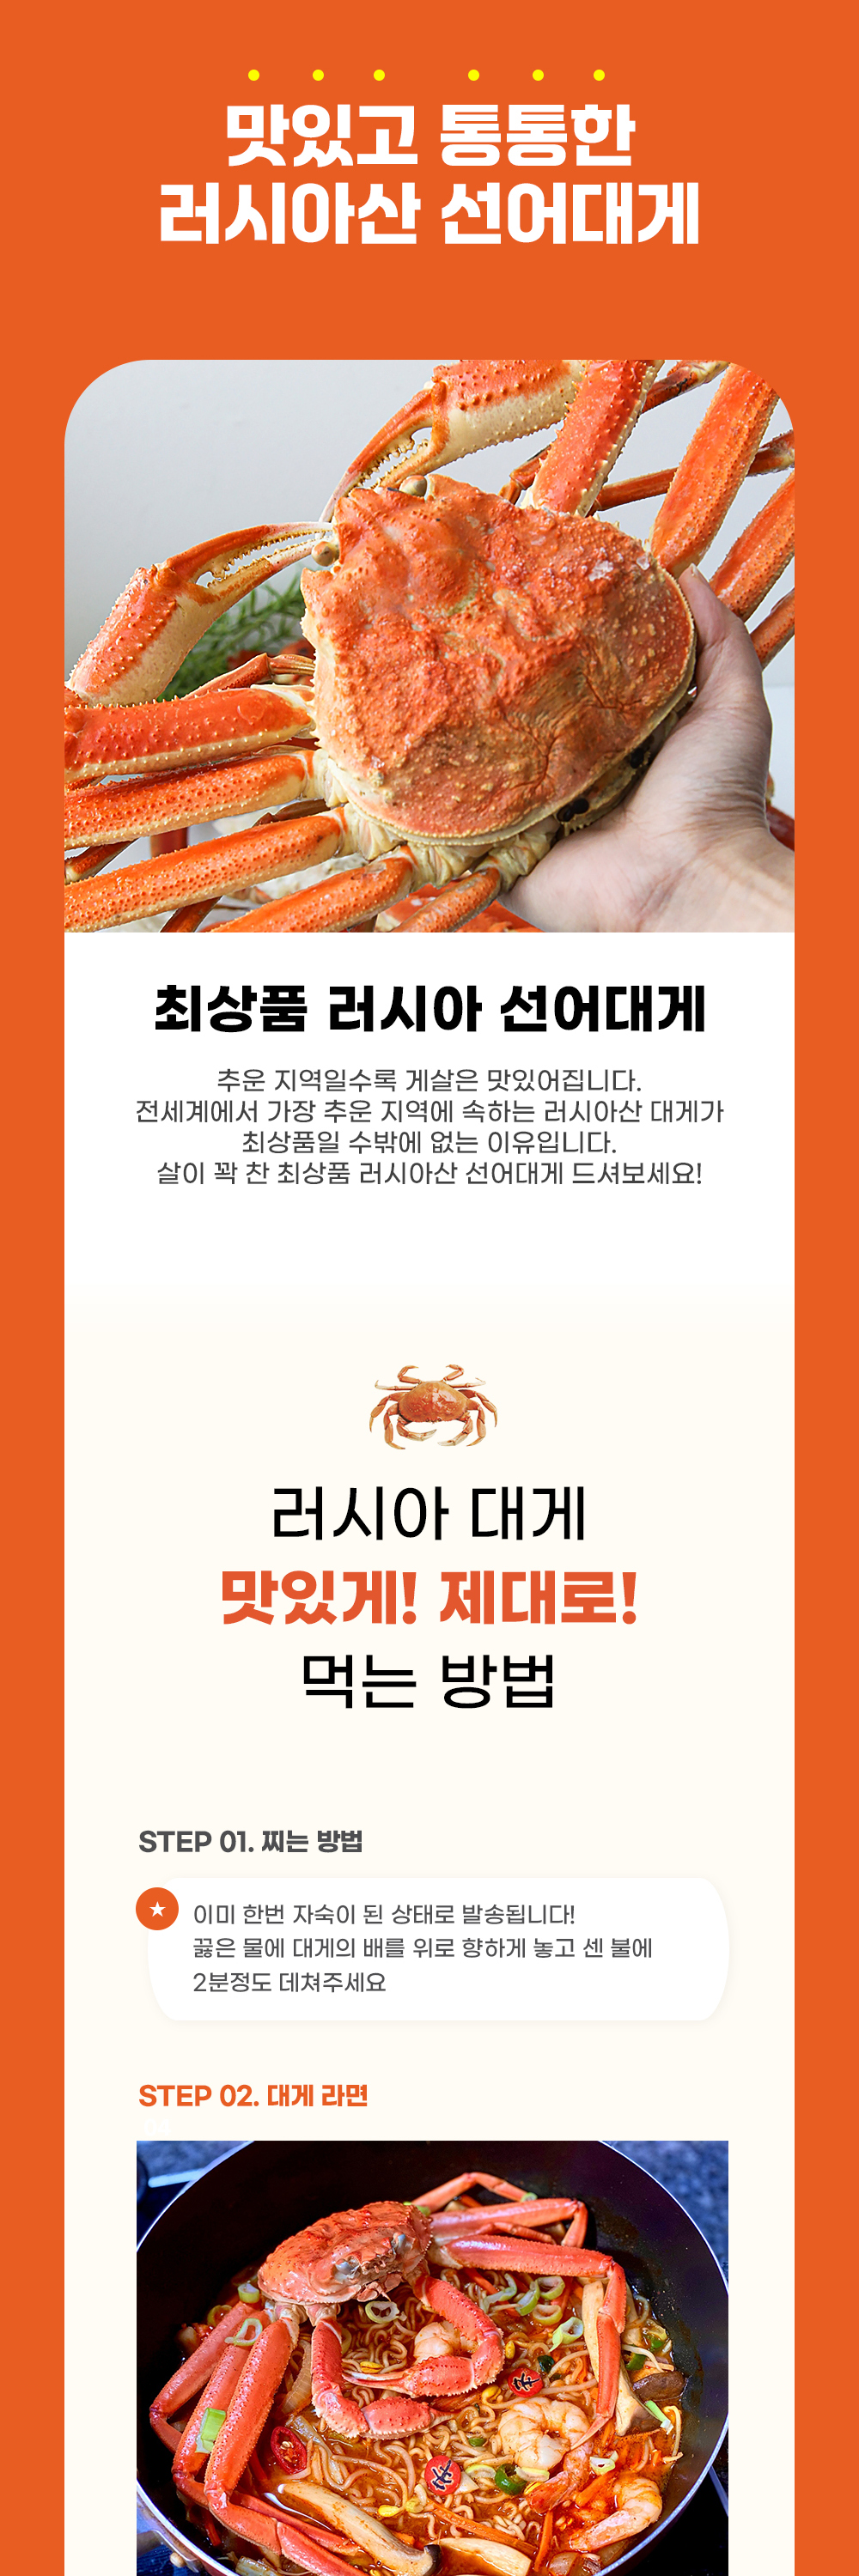 맛있고 통통한
러시아산 선어대게
최상품 러시아 선어대게
추운 지역일수록 게살은 맛있어집니다.
전세계에서 가장 추운 지역에 속하는 러시아산 대게가
최상품일 수밖에 없는 이유입니다.
살이 꽉 찬 최상품 러시아산 선어대게 드셔보세요!
러시아 대게
맛있게! 제대로!
먹는 방법
STEP 01. 찌는 방법
이미 한번 자숙이 된 상태로 발송됩니다!
끓은 물에 대게의 배를 위로 향하게 놓고 센 불에
2분정도 데쳐주세요
STEP 02. 대게 라면